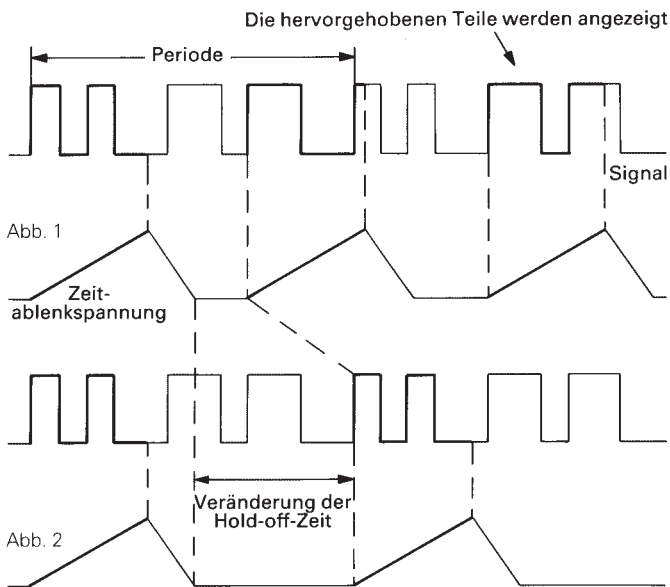 Die hervorgehobenen Teile werden angezeigt
Periode
Signal
Abb. 1
Zeit-
ablenkspannung
Veränderung der
Hold-off-Zeit
Abb. 2